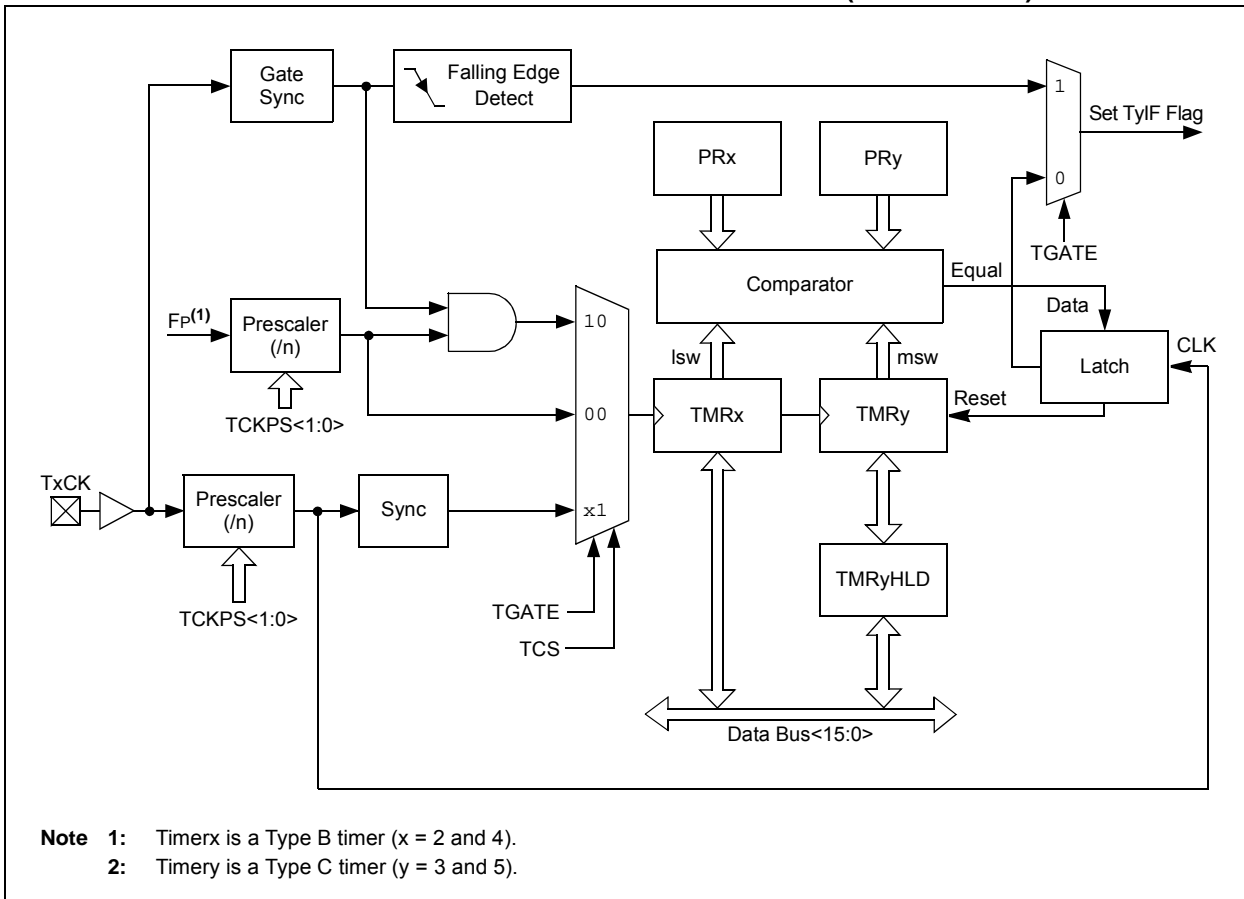 Gate
Sync
Falling Edge
Detect
1
Set TyIF Flag
PRx
PRy
0
TGATE
Comparator
Equal
Data
FP(1)
Prescaler
(/n)
10
lsw
msw
Latch
CLK
TCKPS<1:0>
00
TMRx
TMRy
Reset
TxCK
Prescaler
(/n)
Sync
x1
TMRyHLD
TCKPS<1:0>
TGATE
TCS
Data Bus<15:0>
Note 1: Timerx is a Type B timer (x = 2 and 4).
2: Timery is a Type C timer (y = 3 and 5).